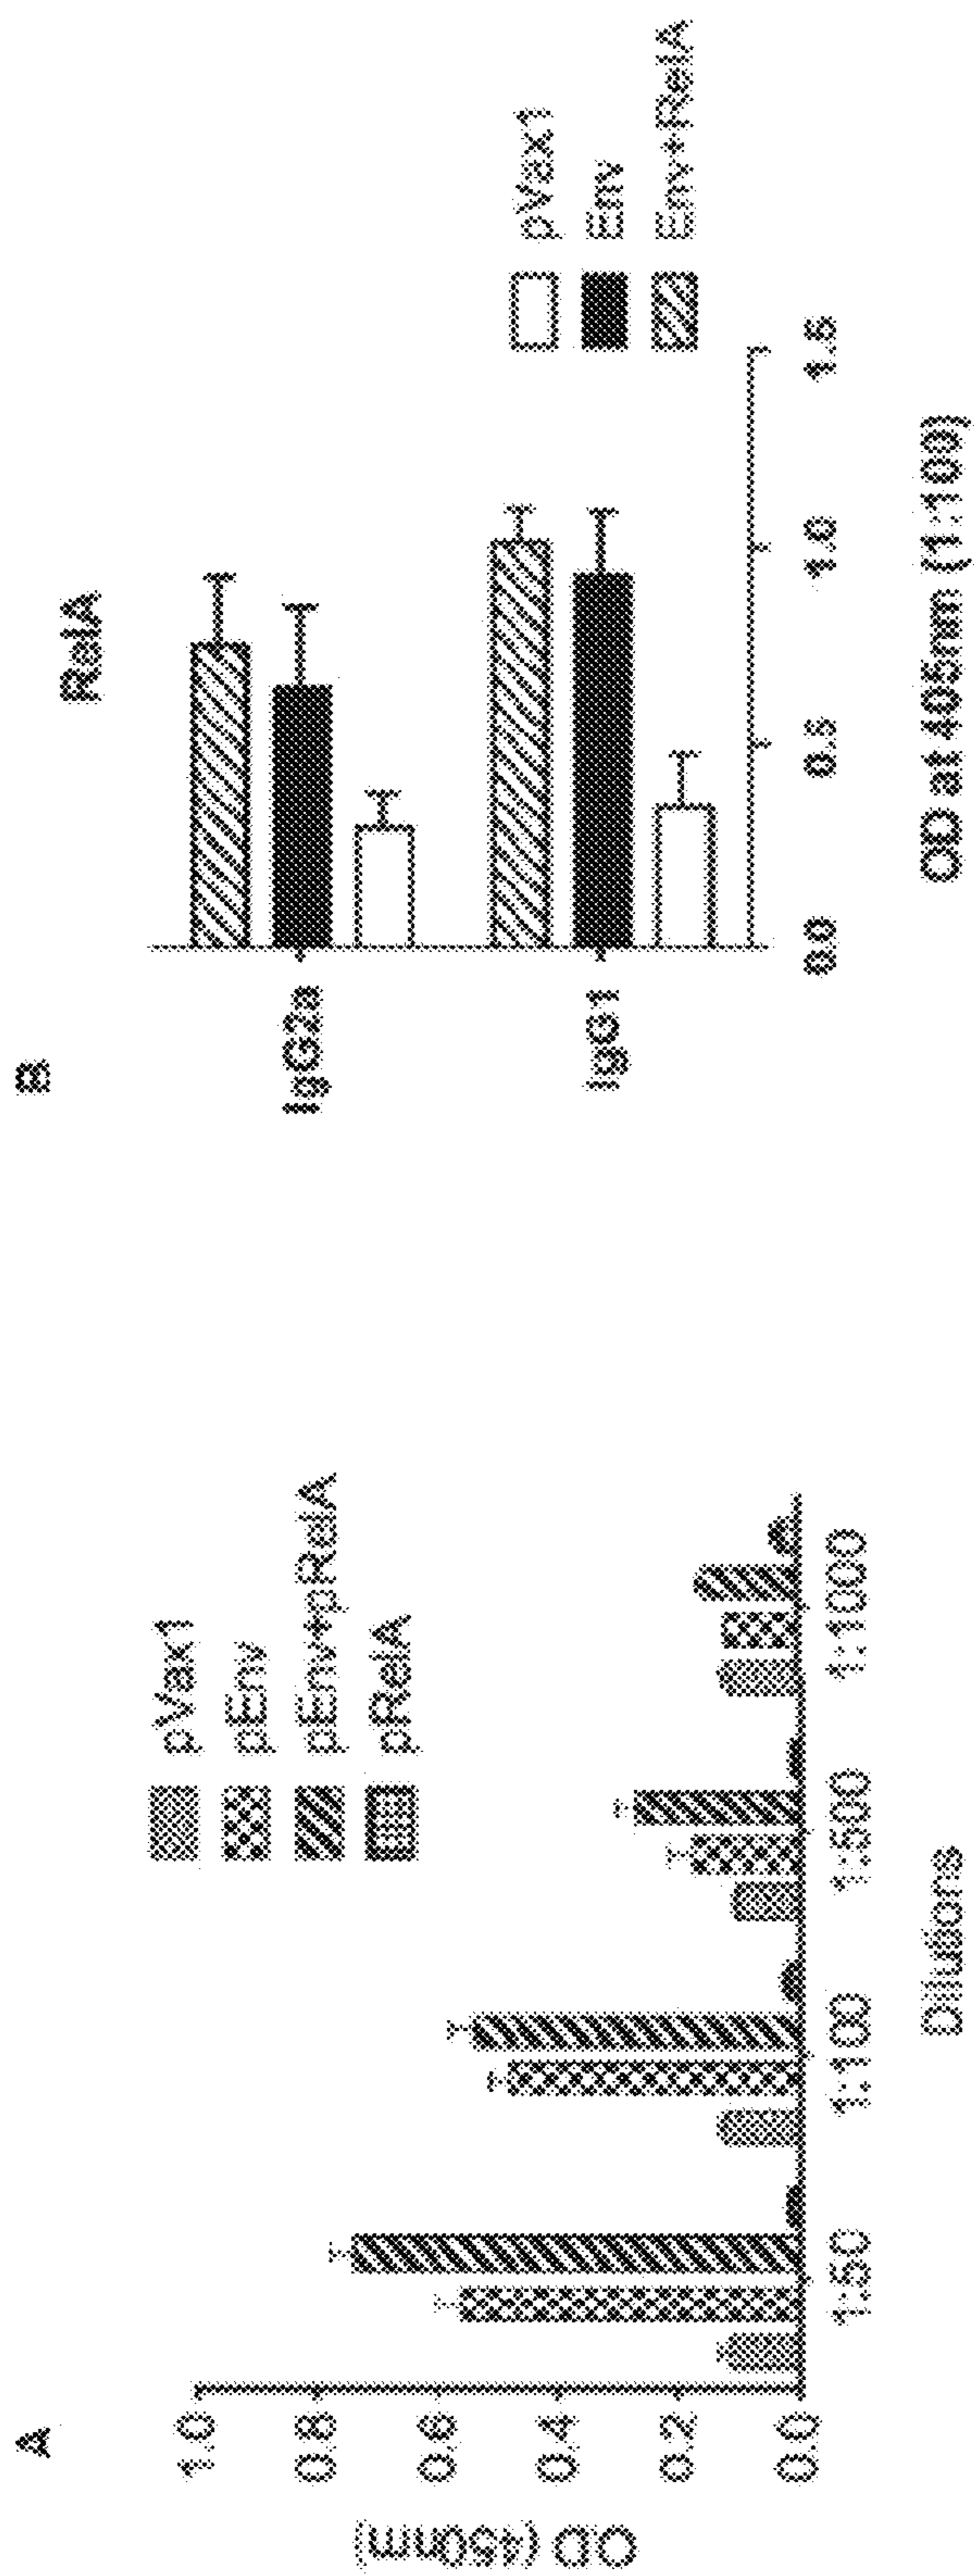 A
OD (450nm)
1.0
0.8
0.6
0.4
0.2
0.0
1:50
1:100
1:500
1:1000
Dilutions
pVax1
pEnv
pEnv+pRelA
pRelA
B
RelA
IgG2a
IgG1
0.0
0.5
1.0
1.5
OD at 405nm (1:100)
pVax1
Env
Env+RelA